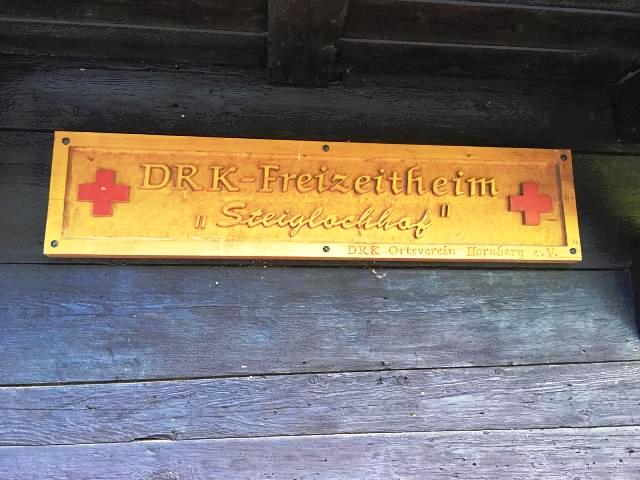 DRK-Freizeitheim
„Steiglochhof"
DRK Ortsverein Hornberg e.V.